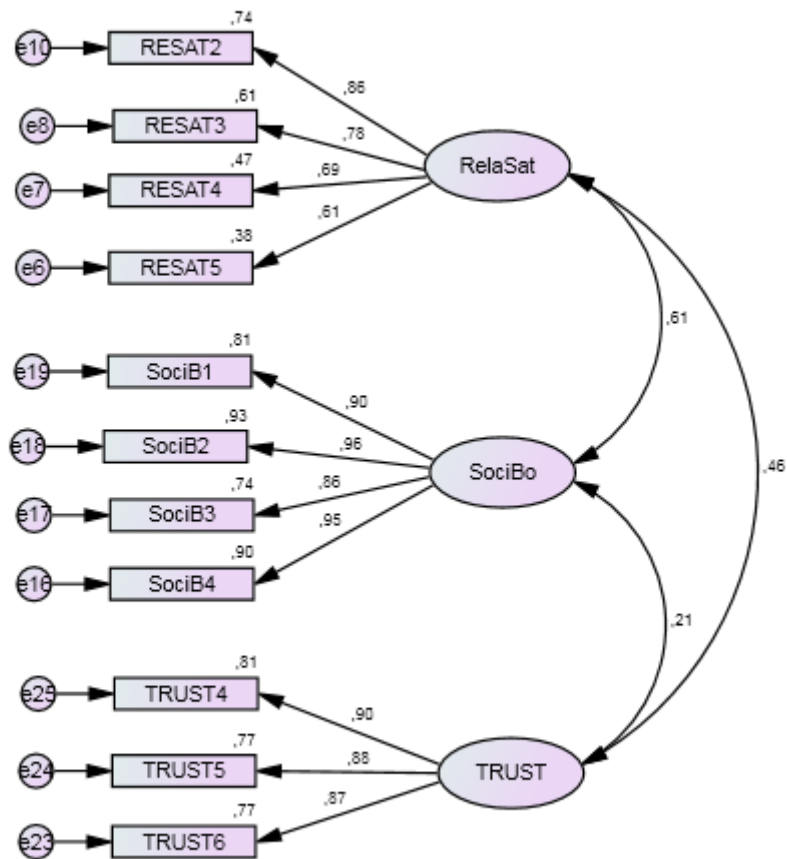 ,74
e10 RESAT2
,86
,61
e8 RESAT3
,78
RelaSat
,47
e7 RESAT4
,69
,61
,38
e6 RESAT5
,61
,81
e19 SociB1
,90
,46
,93
e18 SociB2
,96
SociBo
,86
,74
e17 SociB3
,95
,90
e16 SociB4
,21
,81
e25 TRUST4
,90
,77
e24 TRUST5
,88
TRUST
,87
,77
e23 TRUST6